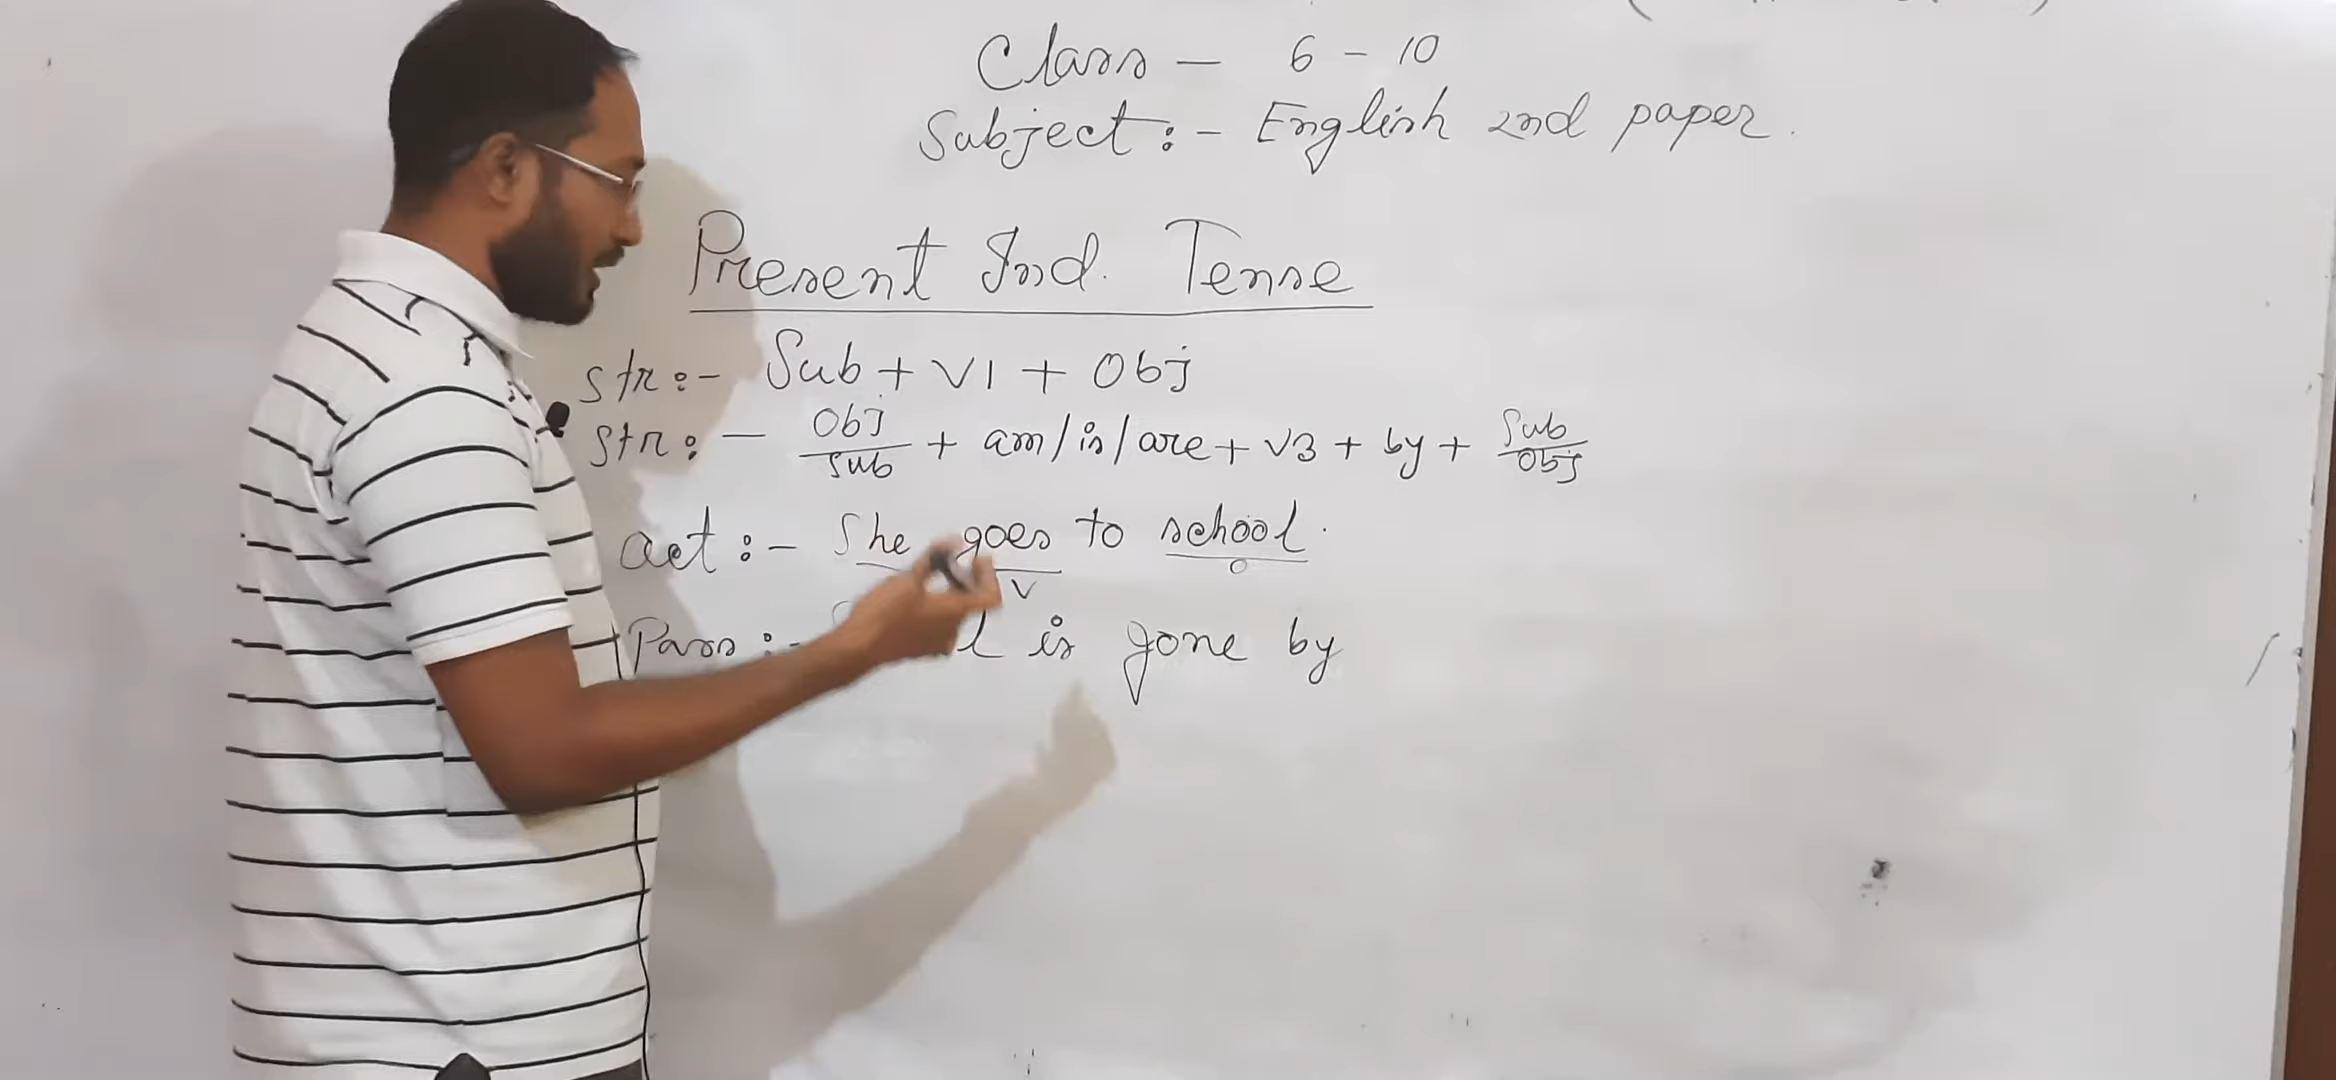 Class - 6 - 10
Subject :- English 2nd paper.
Present Ind. Tense
Str :- Sub + V1 + Obj
Str : - Obj/Sub + am/is/are + V3 + by + Sub/Obj
act :- She goes to school.
V O
Pass :- is gone by